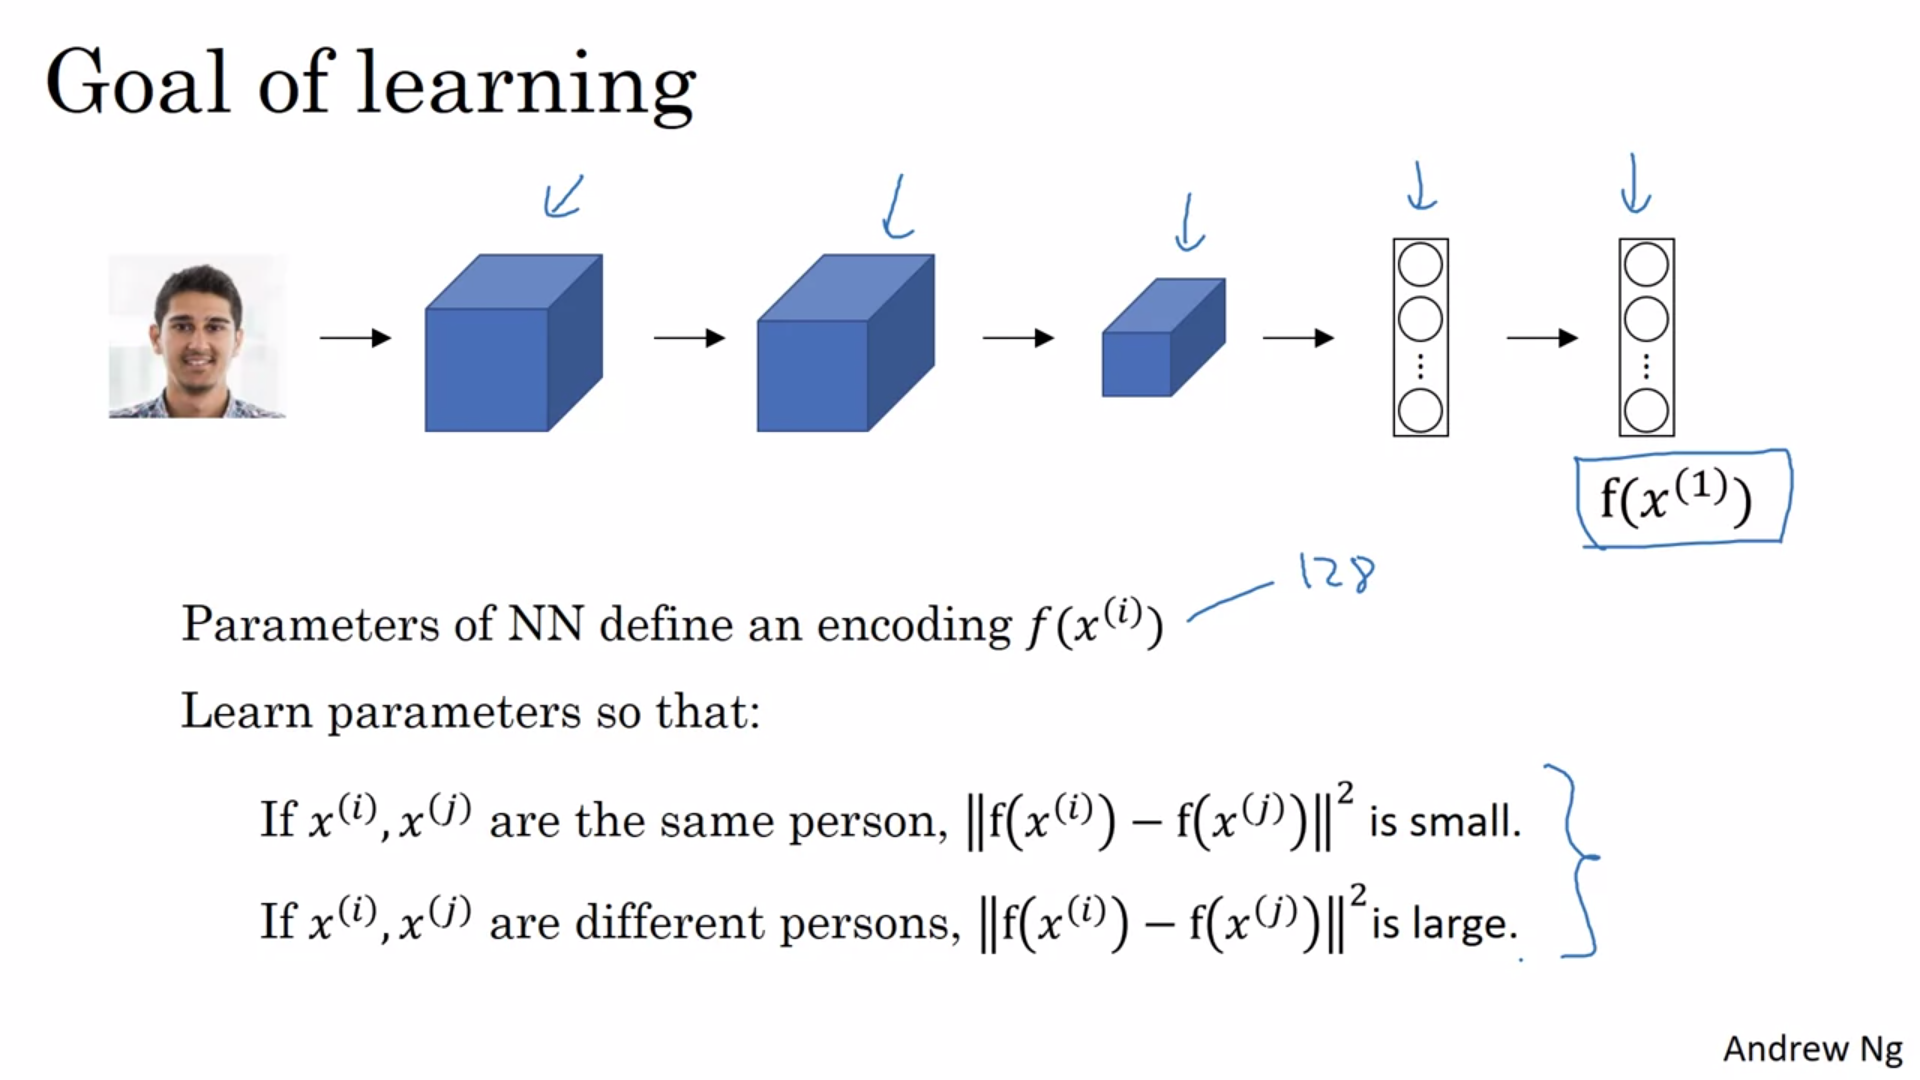 Goal of learning
f(x⁽¹⁾)
128
Parameters of NN define an encoding f(x⁽ⁱ⁾)
Learn parameters so that:
If x⁽ⁱ⁾, x⁽ʲ⁾ are the same person, ‖f(x⁽ⁱ⁾) − f(x⁽ʲ⁾)‖² is small.
If x⁽ⁱ⁾, x⁽ʲ⁾ are different persons, ‖f(x⁽ⁱ⁾) − f(x⁽ʲ⁾)‖² is large.
Andrew Ng